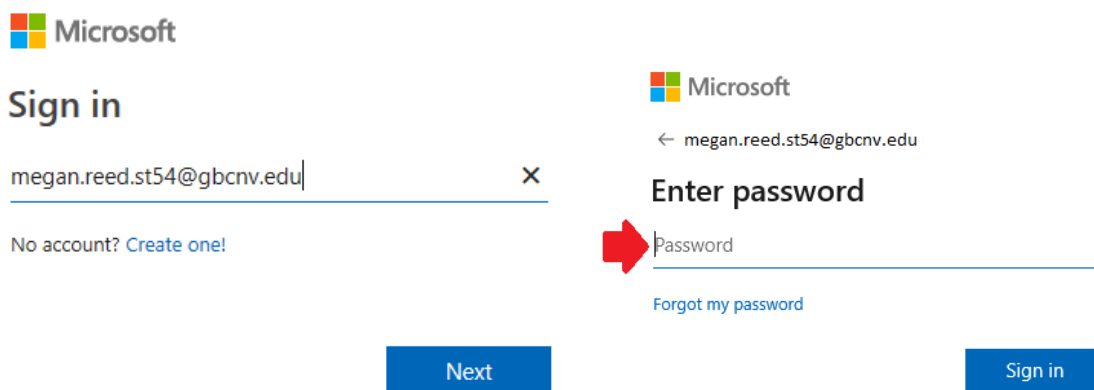 Microsoft
Sign in
megan.reed.st54@gbcnv.edu
No account? Create one!
Next
Microsoft
megan.reed.st54@gbcnv.edu
Enter password
Password
Forgot my password
Sign in